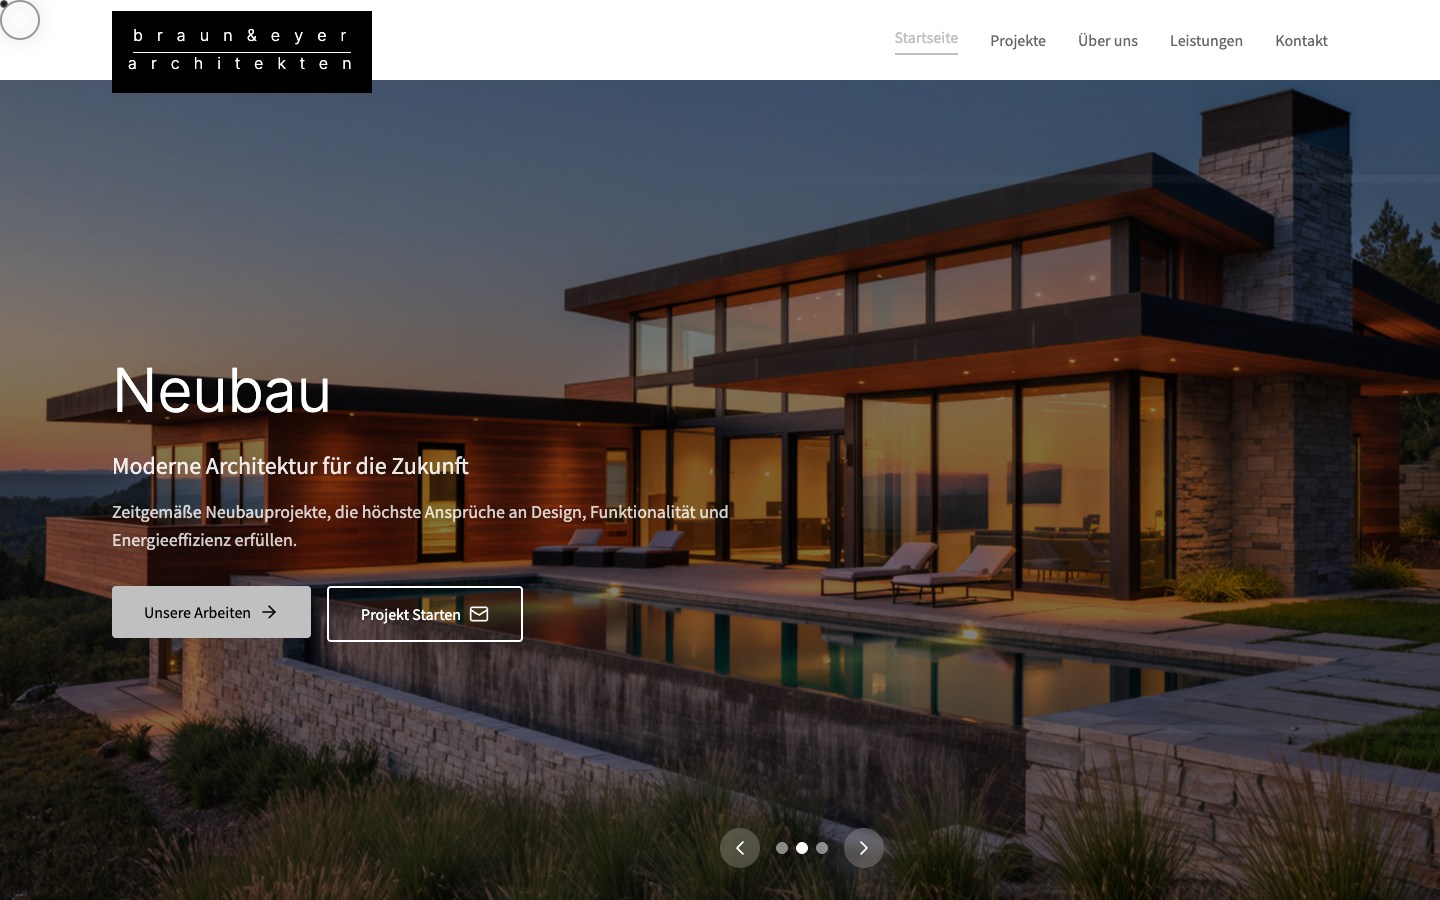 braun&eyer
architekten
Startseite
Projekte
Über uns
Leistungen
Kontakt
Neubau
Moderne Architektur für die Zukunft
Zeitgemäße Neubauprojekte, die höchste Ansprüche an Design, Funktionalität und
Energieeffizienz erfüllen.
Unsere Arbeiten
Projekt Starten